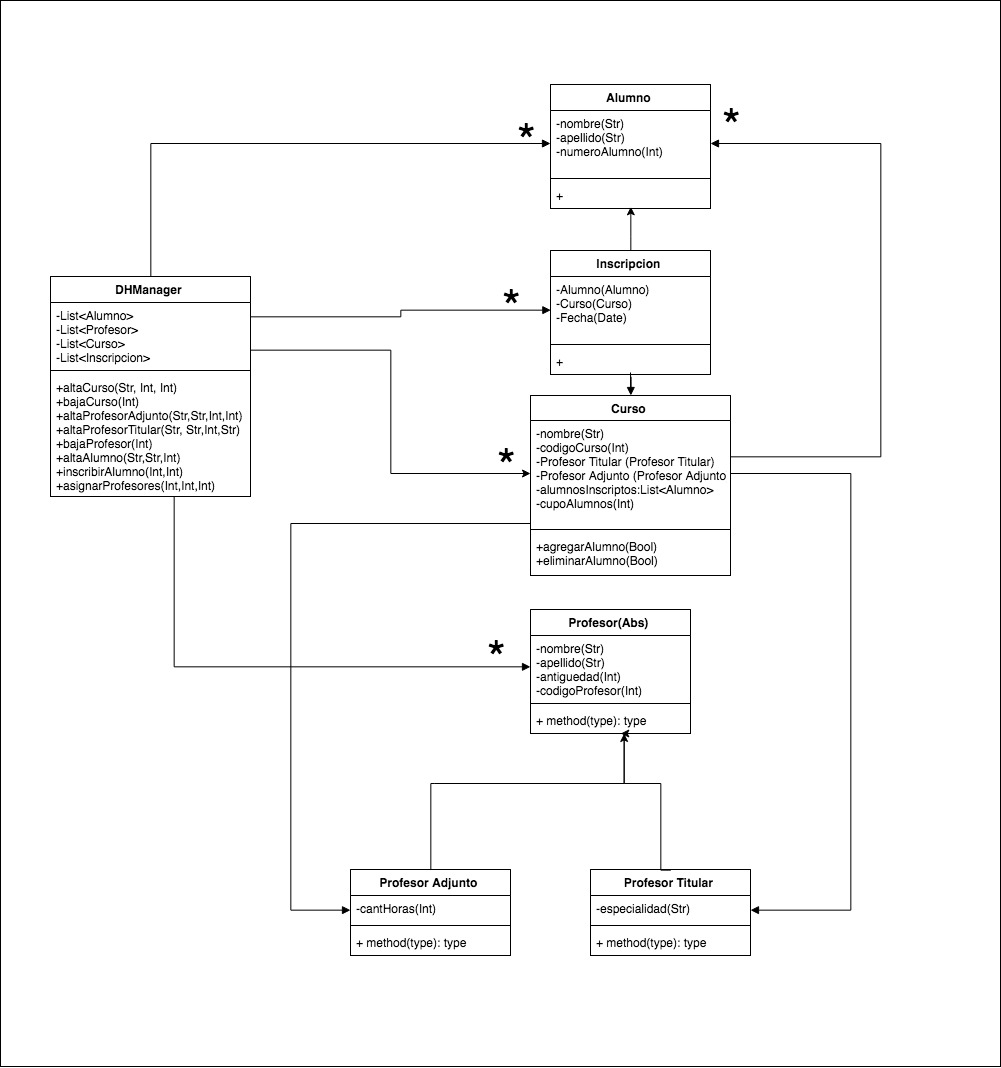 Alumno
*
*
-nombre(Str)
-apellido(Str)
-numeroAlumno(Int)
+
Inscripcion
*
-Alumno(Alumno)
-Curso(Curso)
-Fecha(Date)
+
DHManager
-List<Alumno>
-List<Profesor>
-List<Curso>
-List<Inscripcion>
+altaCurso(Str, Int, Int)
+bajaCurso(Int)
+altaProfesorAdjunto(Str,Str,Int,Int)
+altaProfesorTitular(Str, Str,Int,Str)
+bajaProfesor(Int)
+altaAlumno(Str,Str,Int)
+inscribirAlumno(Int,Int)
+asignarProfesores(Int,Int,Int)
Curso
*
-nombre(Str)
-codigoCurso(Int)
-Profesor Titular (Profesor Titular)
-Profesor Adjunto (Profesor Adjunto
-alumnosInscriptos:List<Alumno>
-cupoAlumnos(Int)
+agregarAlumno(Bool)
+eliminarAlumno(Bool)
Profesor(Abs)
*
-nombre(Str)
-apellido(Str)
-antiguedad(Int)
-codigoProfesor(Int)
+ method(type): type
Profesor Adjunto
-cantHoras(Int)
+ method(type): type
Profesor Titular
-especialidad(Str)
+ method(type): type